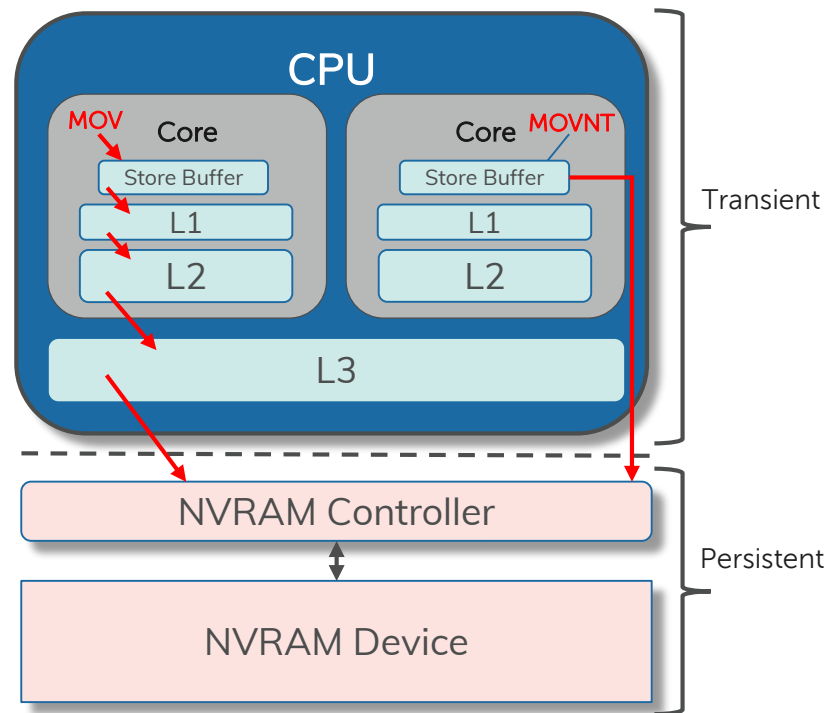 CPU
MOV
Core
Store Buffer
L1
L2
Core
MOVNT
Store Buffer
L1
L2
L3
Transient
NVRAM Controller
NVRAM Device
Persistent